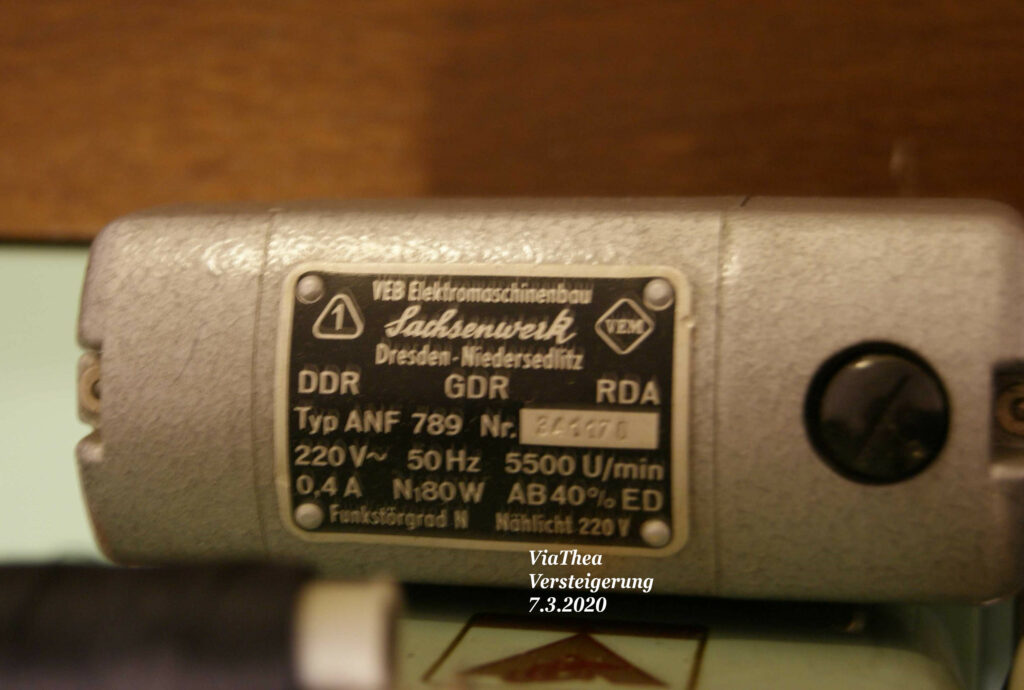 VEB Elektromaschinenbau
1 Sachsenwerk VEM
Dresden-Niedersedlitz
DDR GDR RDA
Typ ANF 789 Nr.
220 V~ 50 Hz 5500 U/min
0,4 A N₁80 W AB 40% ED
Funkstörgrad N Nählicht 220 V
ViaThea
Versteigerung
7.3.2020